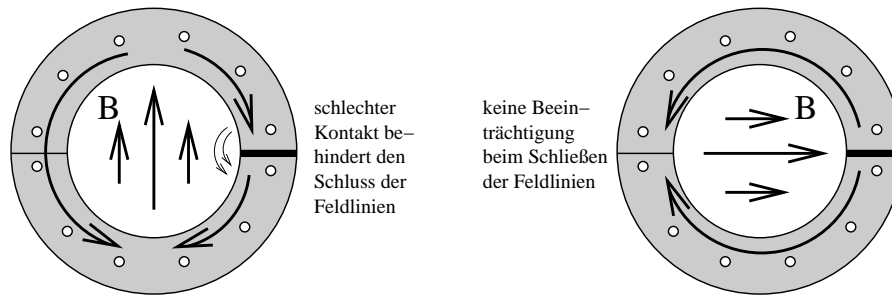 B
schlechter
Kontakt be–
hindert den
Schluss der
Feldlinien
keine Beein–
trächtigung
beim Schließen
der Feldlinien
B